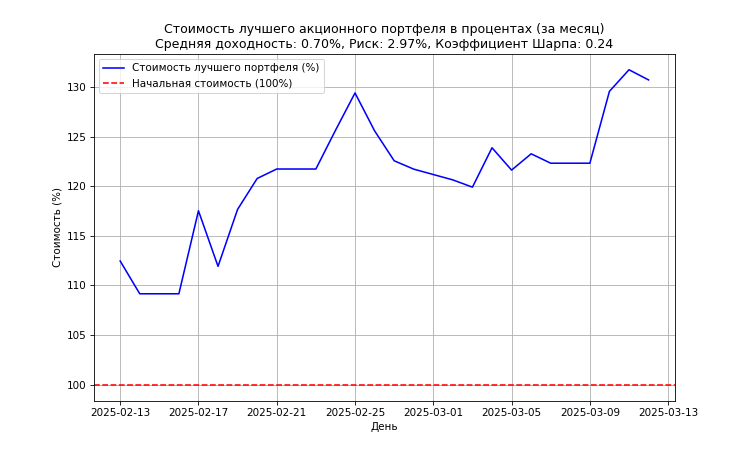 Стоимость лучшего акционного портфеля в процентах (за месяц)
Средняя доходность: 0.70%, Риск: 2.97%, Коэффициент Шарпа: 0.24
Стоимость лучшего портфеля (%)
Начальная стоимость (100%)
Стоимость (%)
130
125
120
115
110
105
100
2025-02-13 2025-02-17 2025-02-21 2025-02-25 2025-03-01 2025-03-05 2025-03-09 2025-03-13
День